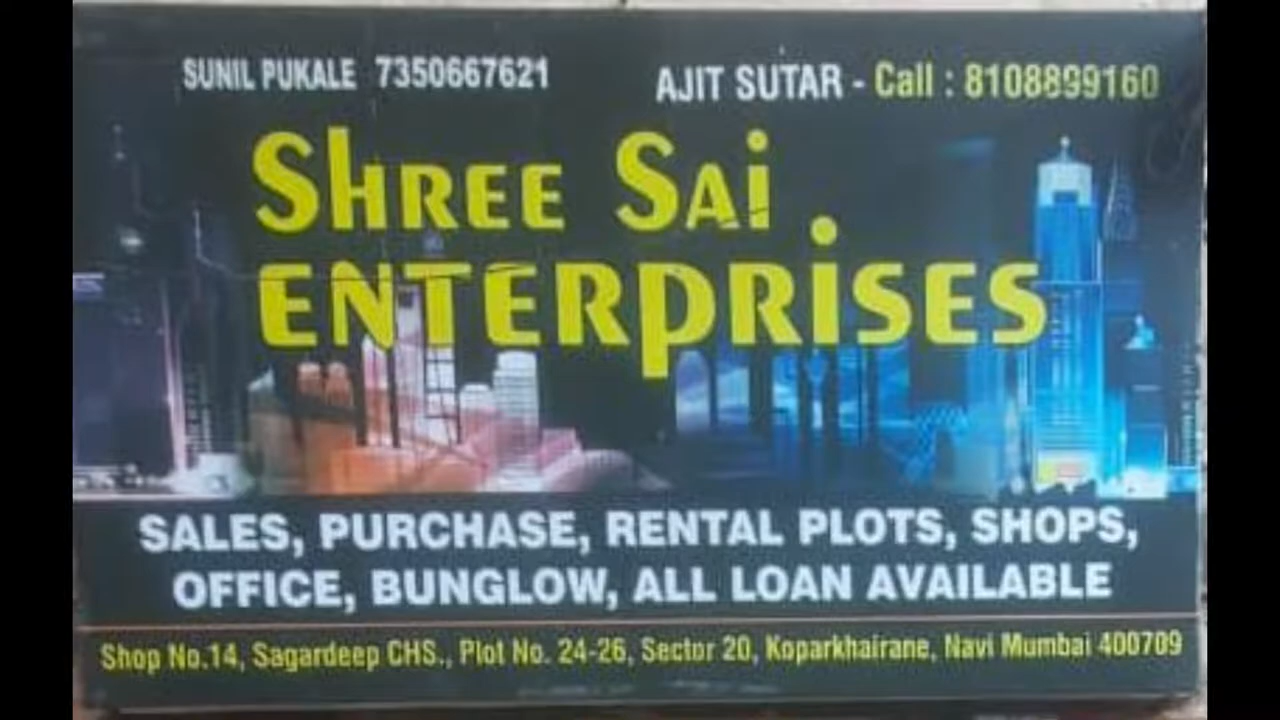 SUNIL PUKALE 7350667621
AJIT SUTAR - Call : 8108899160
SHREE SAI
ENTERPRISES
SALES, PURCHASE, RENTAL PLOTS, SHOPS,
OFFICE, BUNGLOW, ALL LOAN AVAILABLE
Shop No.14, Sagardeep CHS., Plot No. 24-26, Sector 20, Koparkhairane, Navi Mumbai 400709